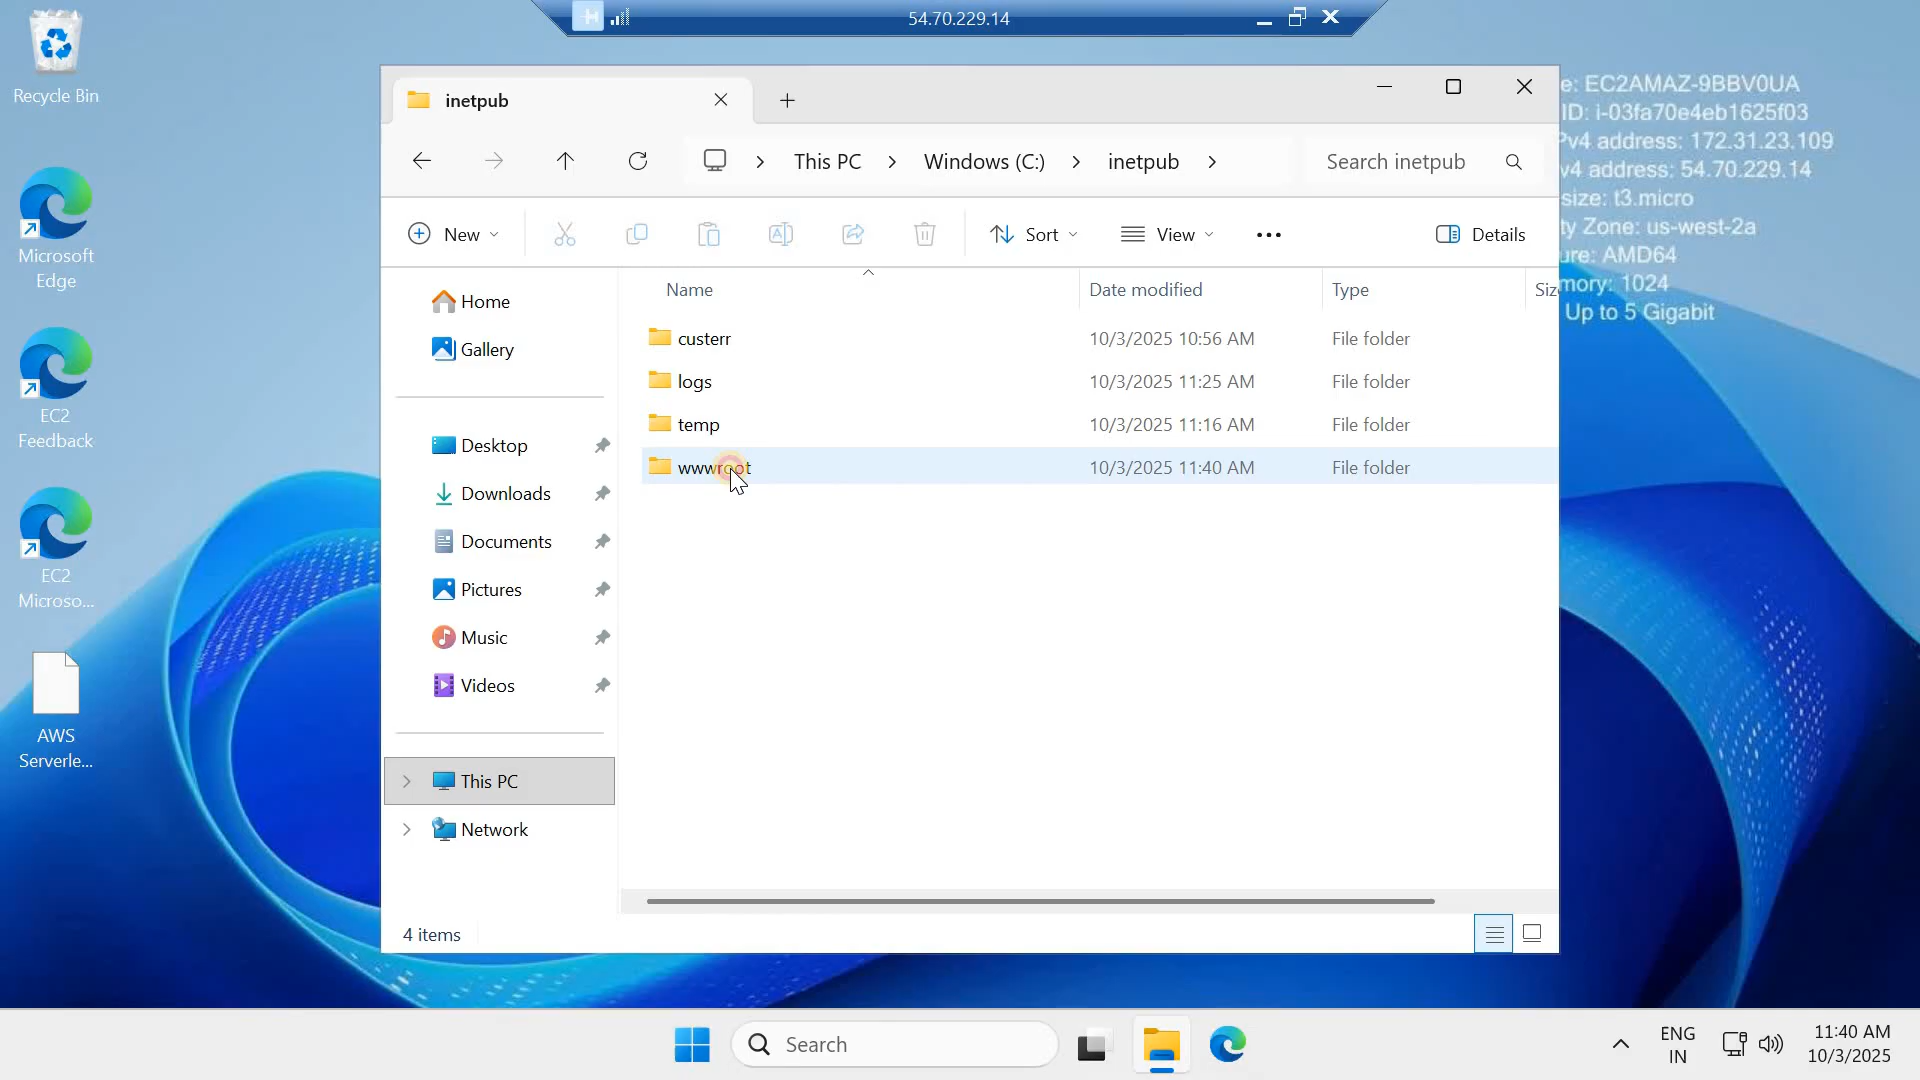 54.70.229.14
Recycle Bin
Microsoft
Edge
EC2
Feedback
EC2
Microso...
AWS
Serverle...
e: EC2AMAZ-9BBV0UA
ID: i-03fa70e4eb1625f03
Pv4 address: 172.31.23.109
v4 address: 54.70.229.14
size: t3.micro
ty Zone: us-west-2a
ure: AMD64
mory: 1024
Up to 5 Gigabit
inetpub
This PC
Windows (C:)
inetpub
Search inetpub
New
Sort
View
Details
Home
Gallery
Desktop
Downloads
Documents
Pictures
Music
Videos
This PC
Network
Name Date modified Type Siz
custerr 10/3/2025 10:56 AM File folder
logs 10/3/2025 11:25 AM File folder
temp 10/3/2025 11:16 AM File folder
wwwroot 10/3/2025 11:40 AM File folder
4 items
Search
ENG
IN
11:40 AM
10/3/2025